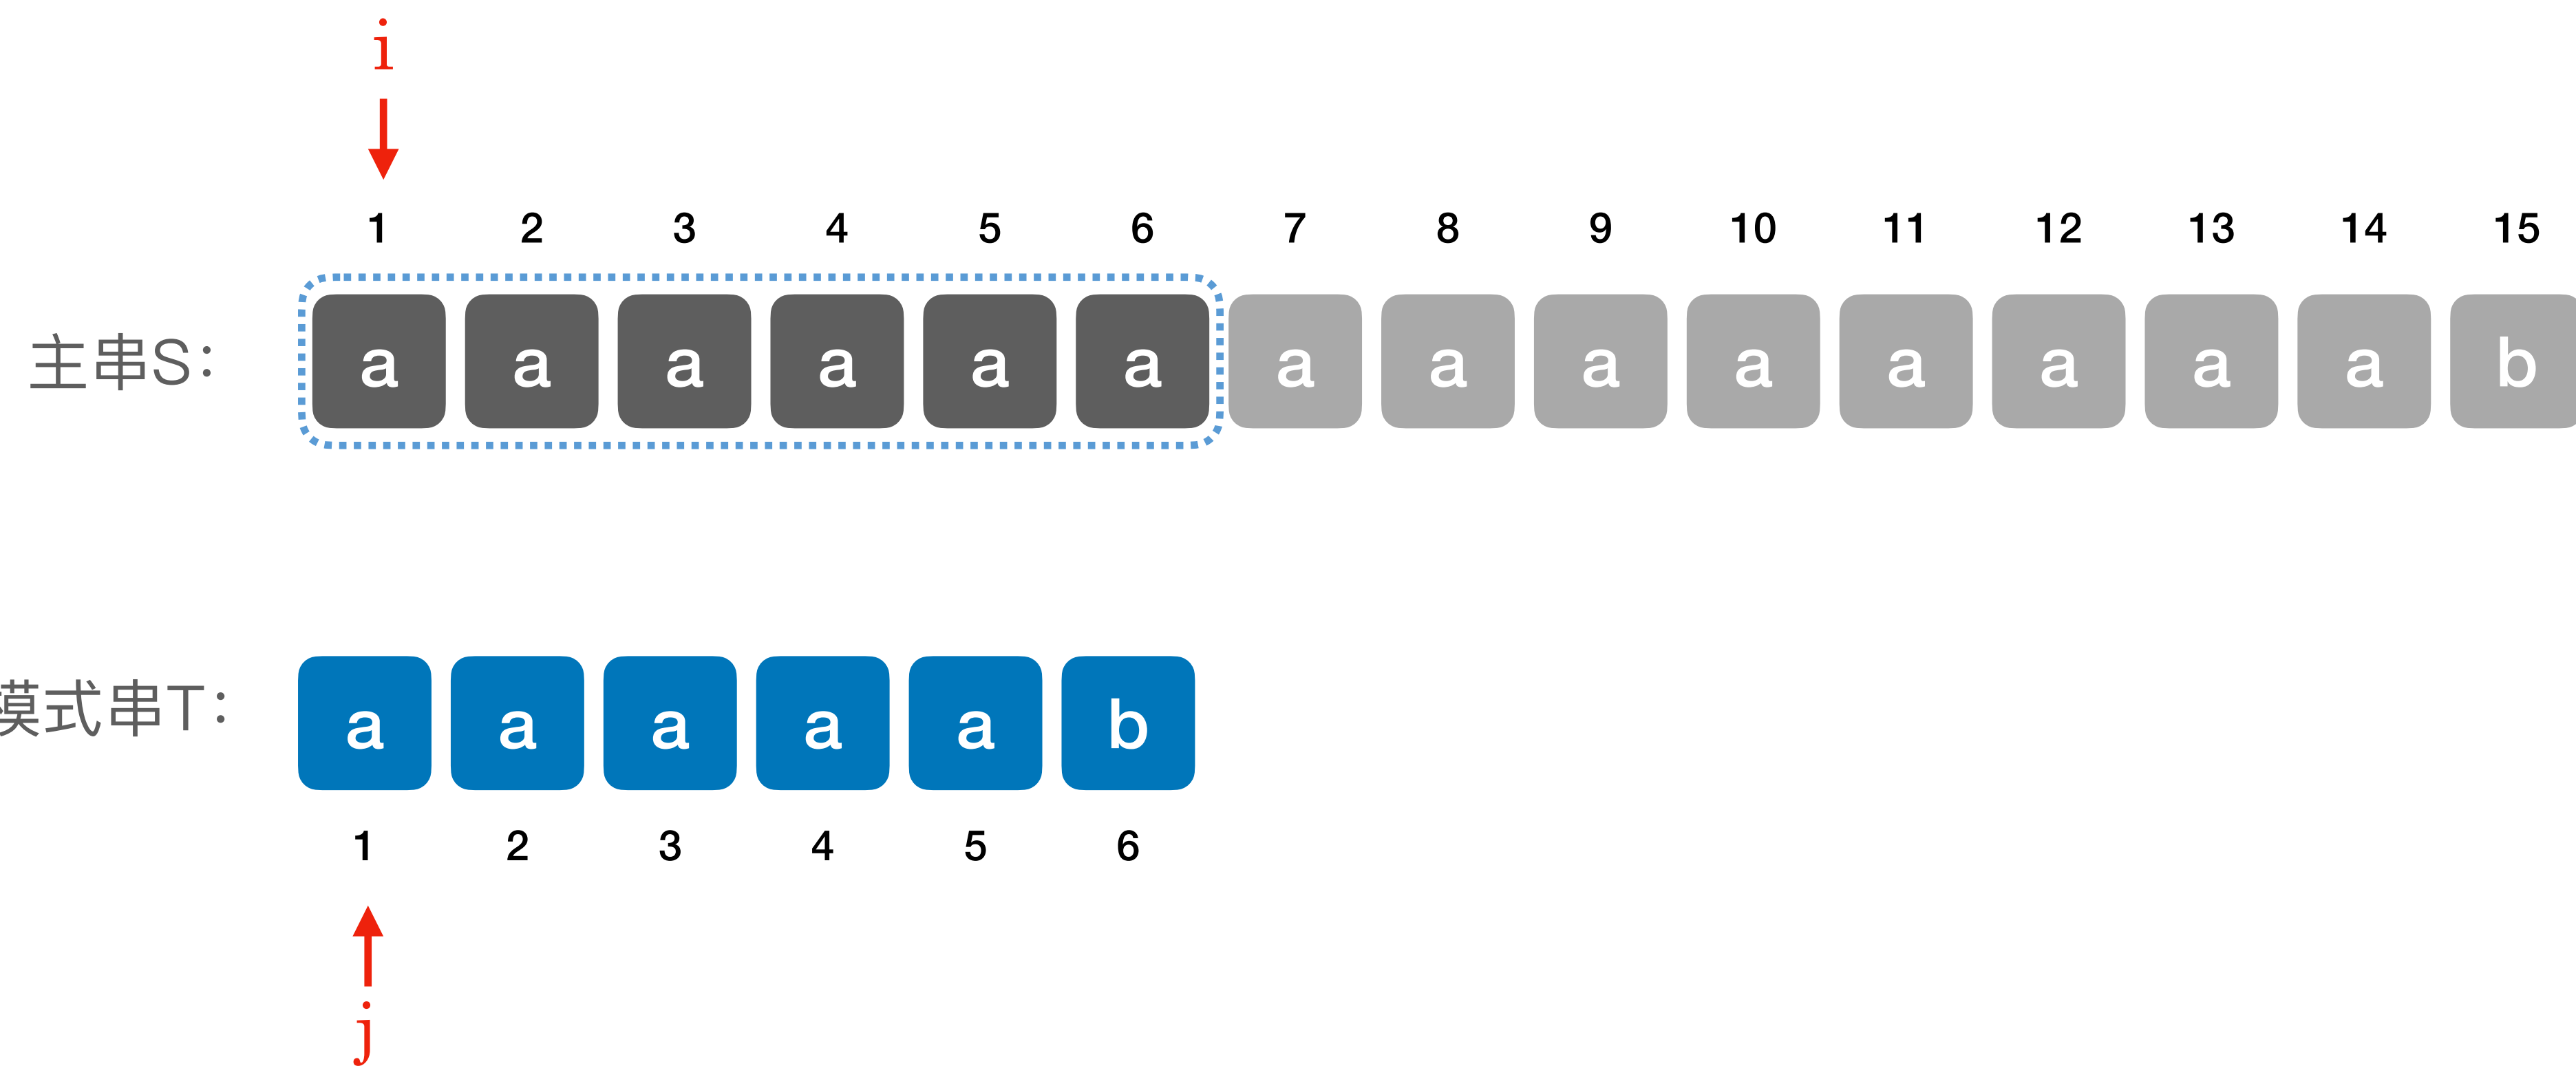 i
1 2 3 4 5 6 7 8 9 10 11 12 13 14 15
主串S： a a a a a a a a a a a a a a b
模式串T： a a a a a b
1 2 3 4 5 6
j